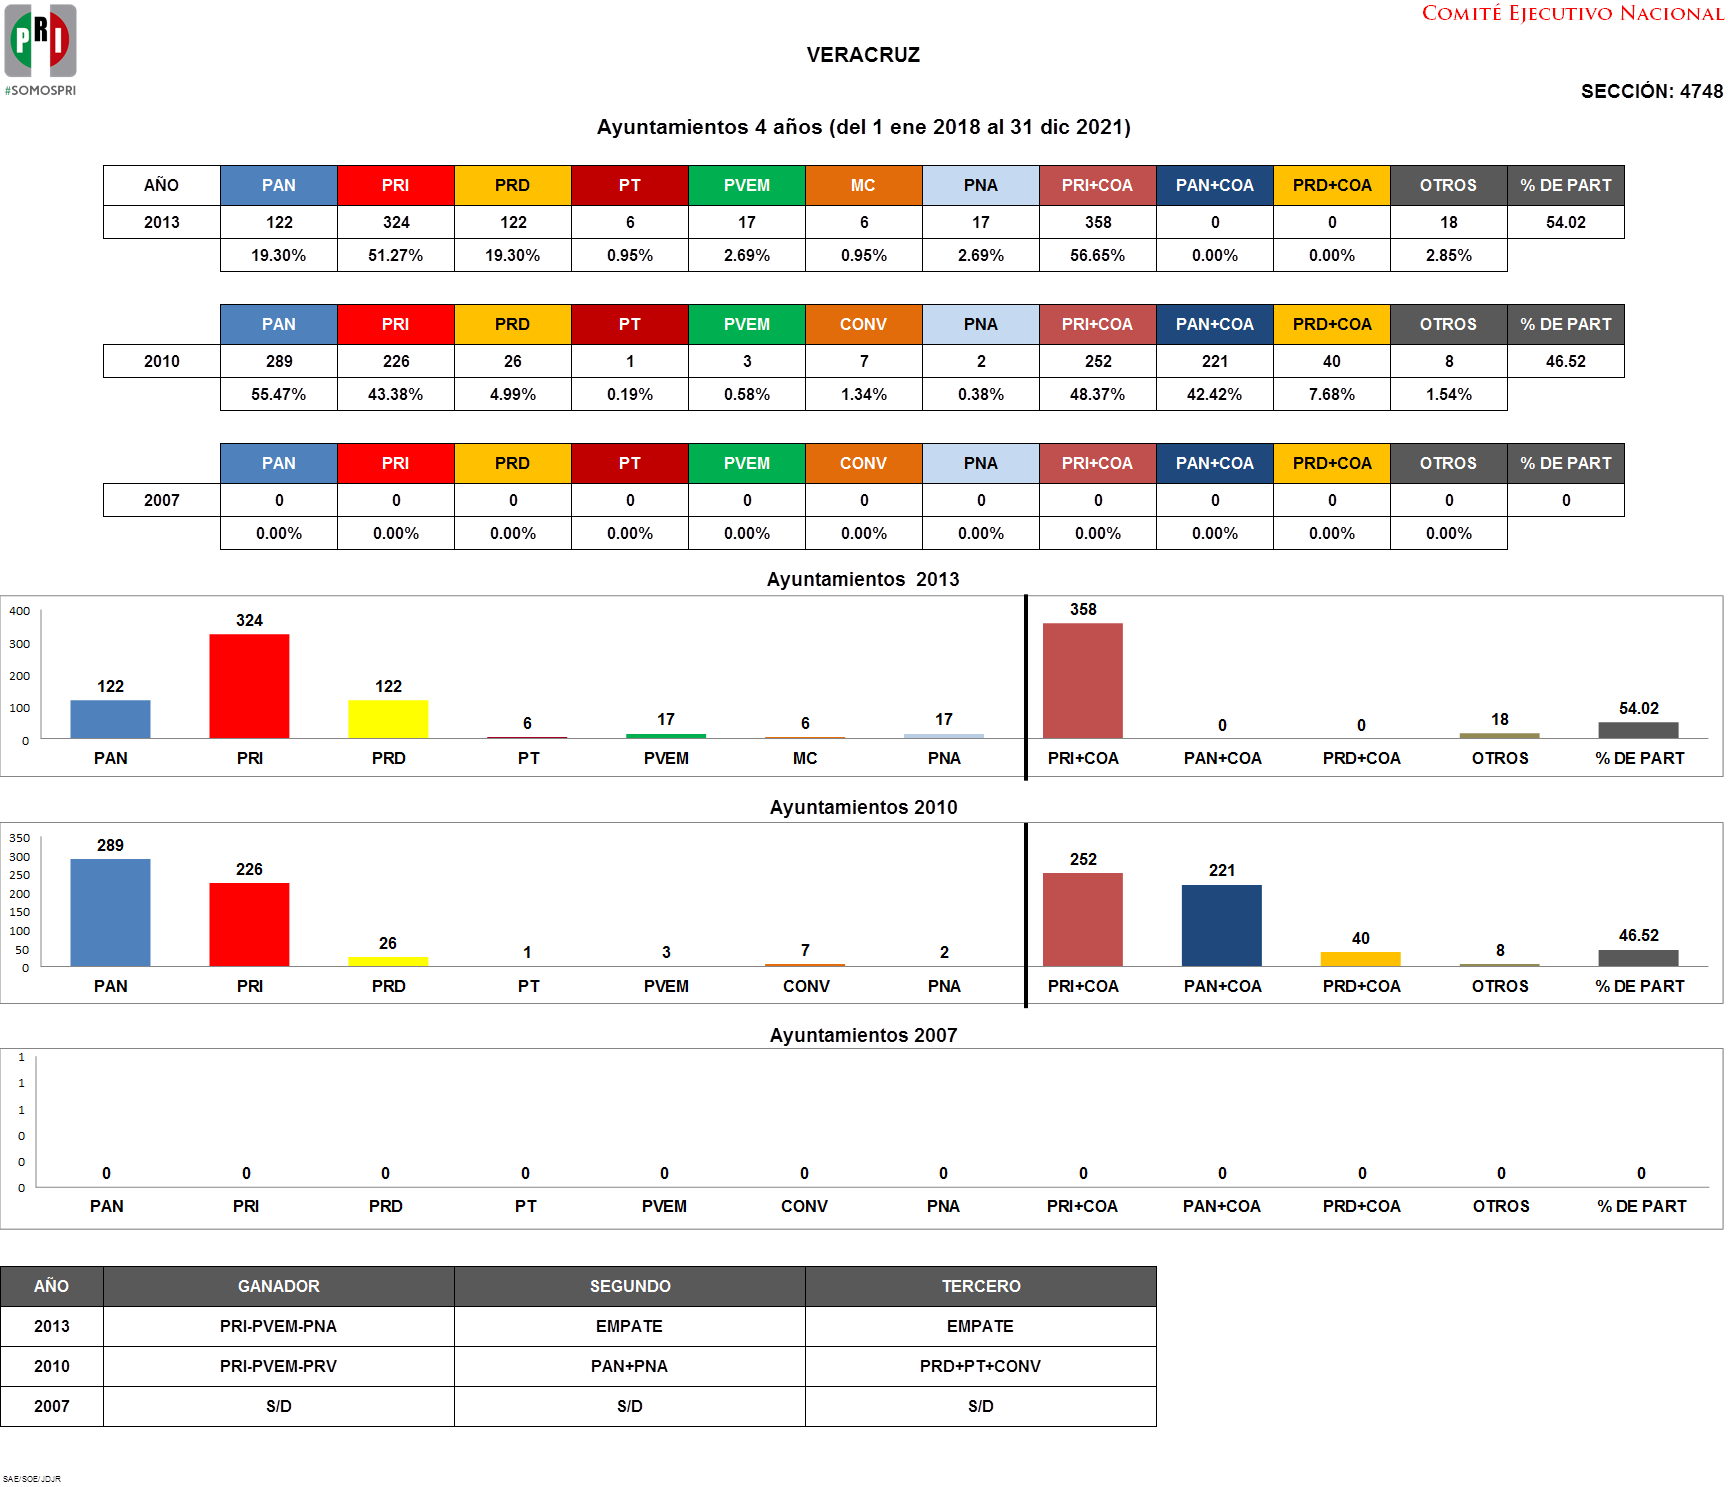 PRI
#SOMOSPRI
COMITÉ EJECUTIVO NACIONAL
VERACRUZ
SECCIÓN: 4748
Ayuntamientos 4 años (del 1 ene 2018 al 31 dic 2021)
AÑO PAN PRI PRD PT PVEM MC PNA PRI+COA PAN+COA PRD+COA OTROS % DE PART
2013 122 324 122 6 17 6 17 358 0 0 18 54.02
19.30% 51.27% 19.30% 0.95% 2.69% 0.95% 2.69% 56.65% 0.00% 0.00% 2.85%
PAN PRI PRD PT PVEM CONV PNA PRI+COA PAN+COA PRD+COA OTROS % DE PART
2010 289 226 26 1 3 7 2 252 221 40 8 46.52
55.47% 43.38% 4.99% 0.19% 0.58% 1.34% 0.38% 48.37% 42.42% 7.68% 1.54%
PAN PRI PRD PT PVEM CONV PNA PRI+COA PAN+COA PRD+COA OTROS % DE PART
2007 0 0 0 0 0 0 0 0 0 0 0 0
0.00% 0.00% 0.00% 0.00% 0.00% 0.00% 0.00% 0.00% 0.00% 0.00% 0.00%
Ayuntamientos 2013
400
300
200
100
0
122 324 122 6 17 6 17 358 0 0 18 54.02
PAN PRI PRD PT PVEM MC PNA PRI+COA PAN+COA PRD+COA OTROS % DE PART
Ayuntamientos 2010
350
300
250
200
150
100
50
0
289 226 26 1 3 7 2 252 221 40 8 46.52
PAN PRI PRD PT PVEM CONV PNA PRI+COA PAN+COA PRD+COA OTROS % DE PART
Ayuntamientos 2007
1
1
1
0
0
0
0 0 0 0 0 0 0 0 0 0 0 0
PAN PRI PRD PT PVEM CONV PNA PRI+COA PAN+COA PRD+COA OTROS % DE PART
AÑO GANADOR SEGUNDO TERCERO
2013 PRI-PVEM-PNA EMPATE EMPATE
2010 PRI-PVEM-PRV PAN+PNA PRD+PT+CONV
2007 S/D S/D S/D
SAE/SOE/JDJR